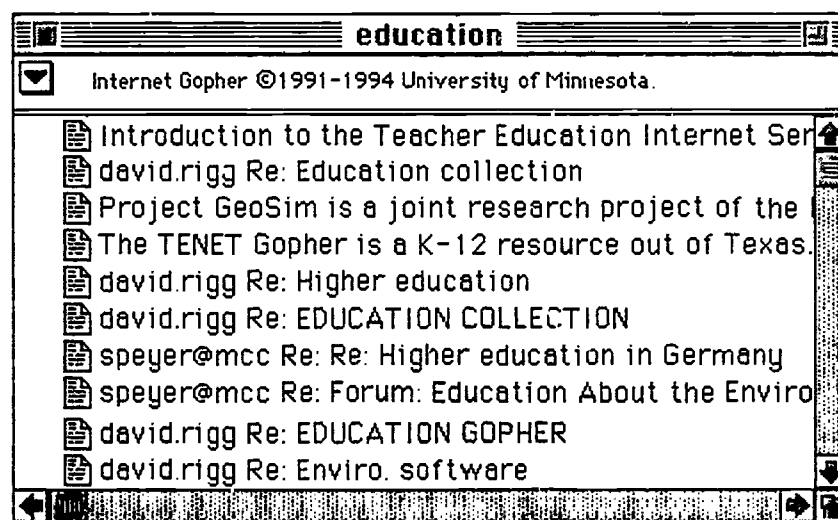 education
Internet Gopher ©1991-1994 University of Minnesota.
Introduction to the Teacher Education Internet Ser
david.rigg Re: Education collection
Project GeoSim is a joint research project of the
The TENET Gopher is a K-12 resource out of Texas.
david.rigg Re: Higher education
david.rigg Re: EDUCATION COLLECTION
speyer@mcc Re: Re: Higher education in Germany
speyer@mcc Re: Forum: Education About the Enviro
david.rigg Re: EDUCATION GOPHER
david.rigg Re: Enviro. software